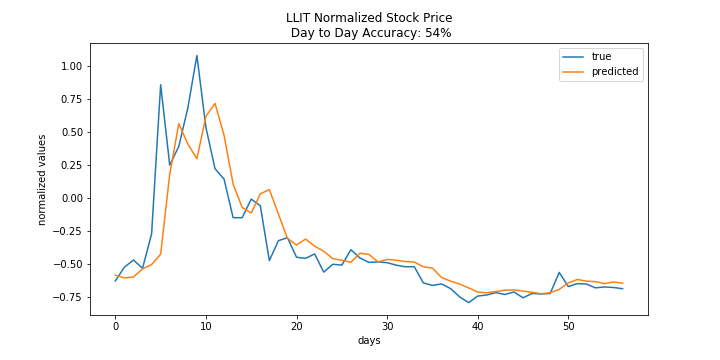 LLIT Normalized Stock Price
Day to Day Accuracy: 54%
true
predicted
normalized values
1.00
0.75
0.50
0.25
0.00
−0.25
−0.50
−0.75
0 10 20 30 40 50
days